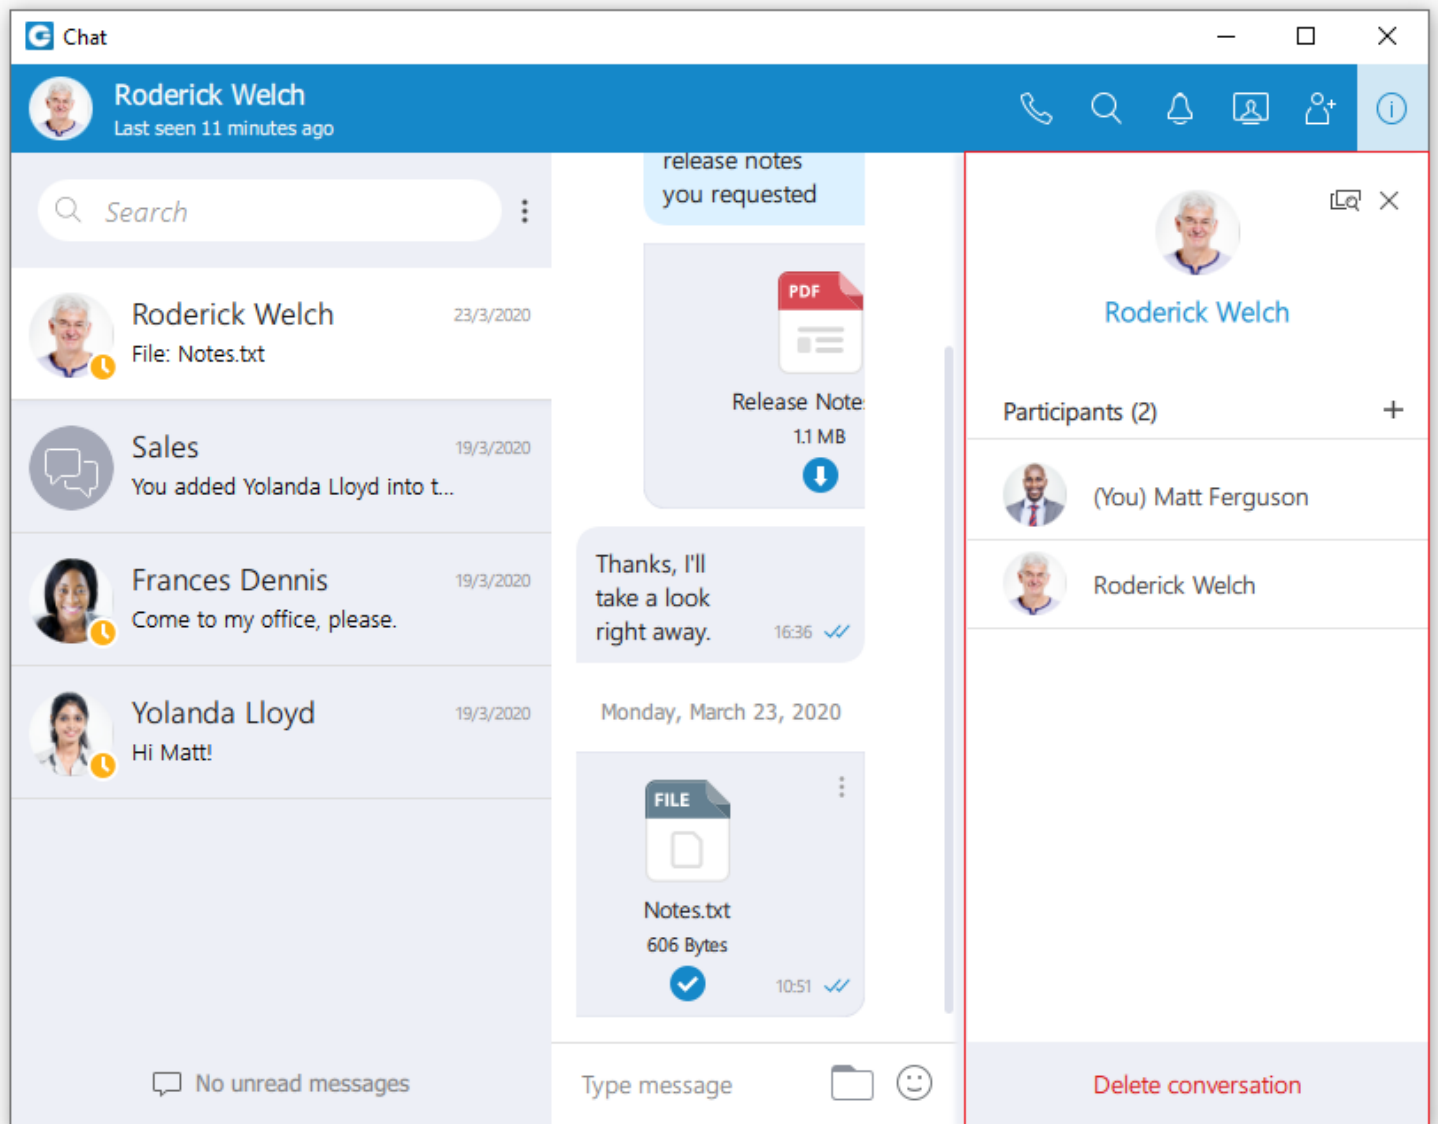 Chat
Roderick Welch
Last seen 11 minutes ago
Search
Roderick Welch
23/3/2020
File: Notes.txt
Sales
19/3/2020
You added Yolanda Lloyd into t...
Frances Dennis
19/3/2020
Come to my office, please.
Yolanda Lloyd
19/3/2020
Hi Matt!
No unread messages
release notes
you requested
PDF
Release Note
1.1 MB
Thanks, I'll
take a look
right away.
16:36
Monday, March 23, 2020
FILE
Notes.txt
606 Bytes
10:51
Type message
Roderick Welch
Participants (2)
(You) Matt Ferguson
Roderick Welch
Delete conversation